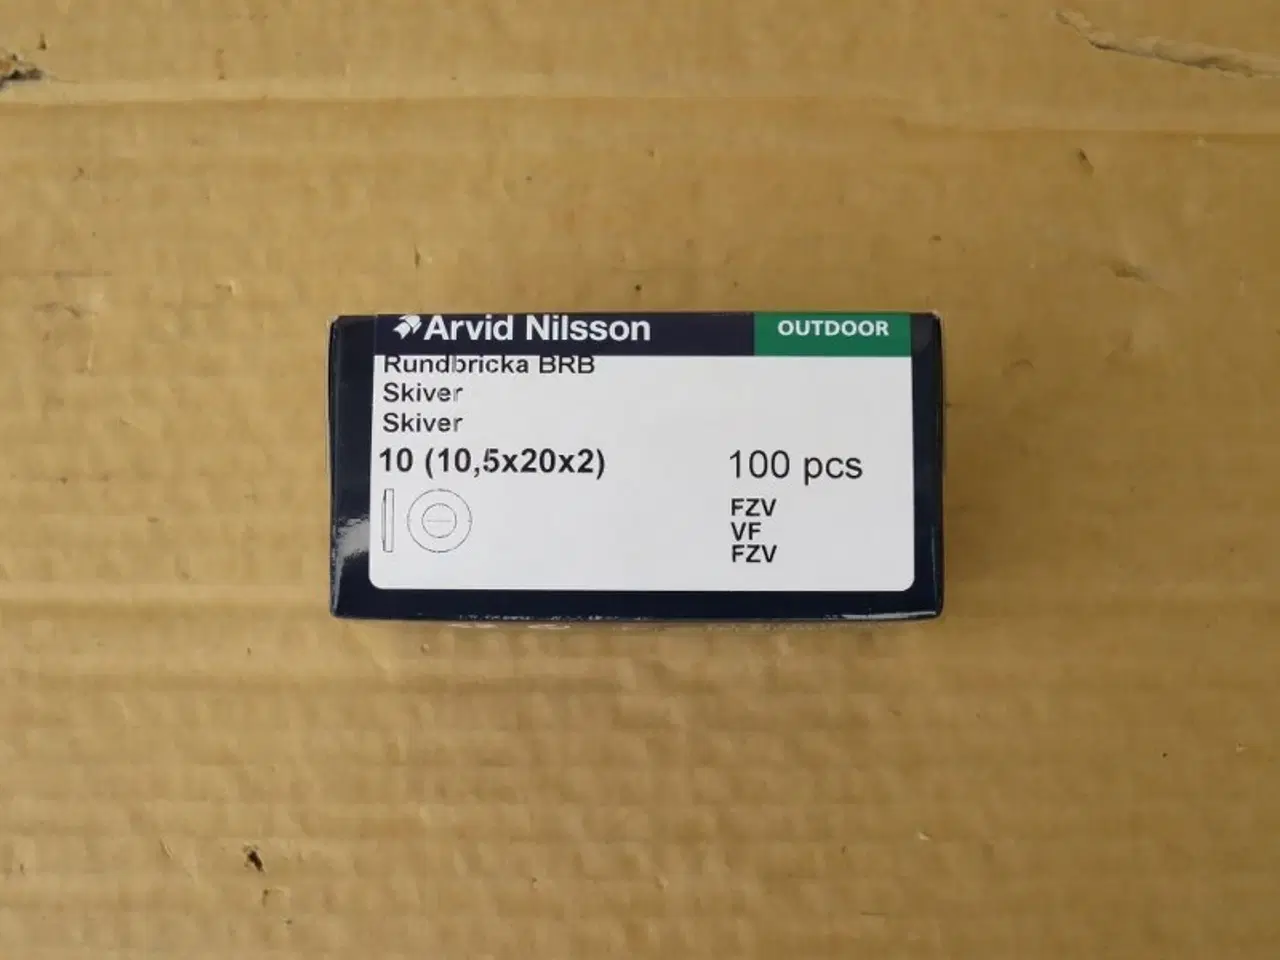 Arvid Nilsson OUTDOOR
Rundbricka BRB
Skiver
Skiver
10 (10,5x20x2) 100 pcs
FZV
VF
FZV